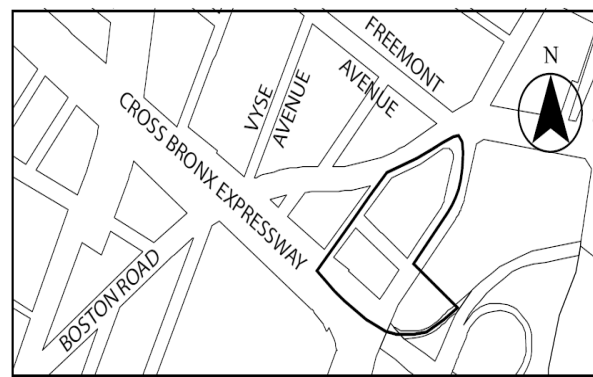 FREEMONT
AVENUE
N
VYSE
AVENUE
CROSS BRONX EXPRESSWAY
BOSTON ROAD